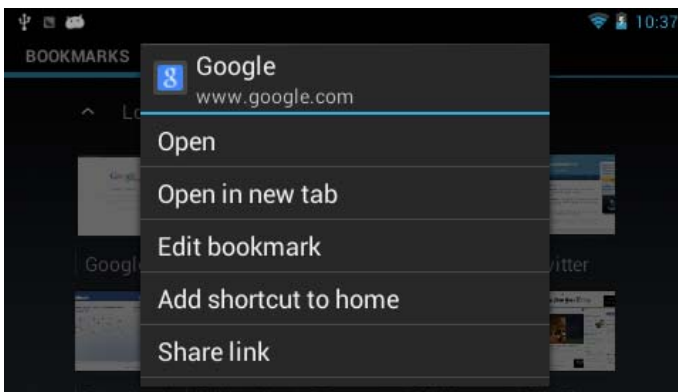 10:37
BOOKMARKS
Google
www.google.com
Open
Open in new tab
Edit bookmark
Add shortcut to home
Share link